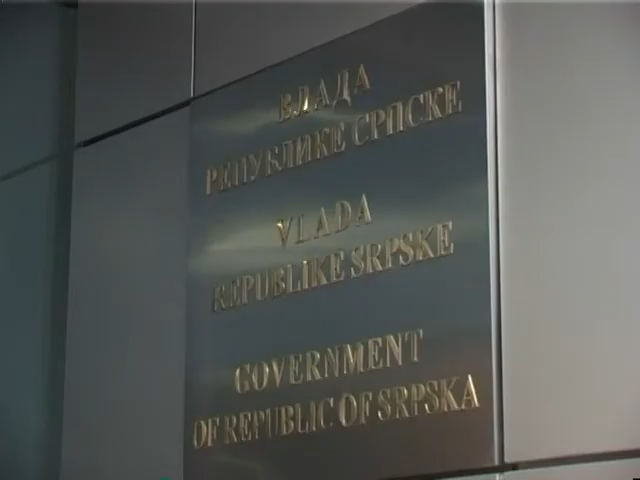 ВЛАДА
РЕПУБЛИКЕ СРПСКЕ
VLADA
REPUBLIKE SRPSKE
GOVERNMENT
OF REPUBLIC OF SRPSKA